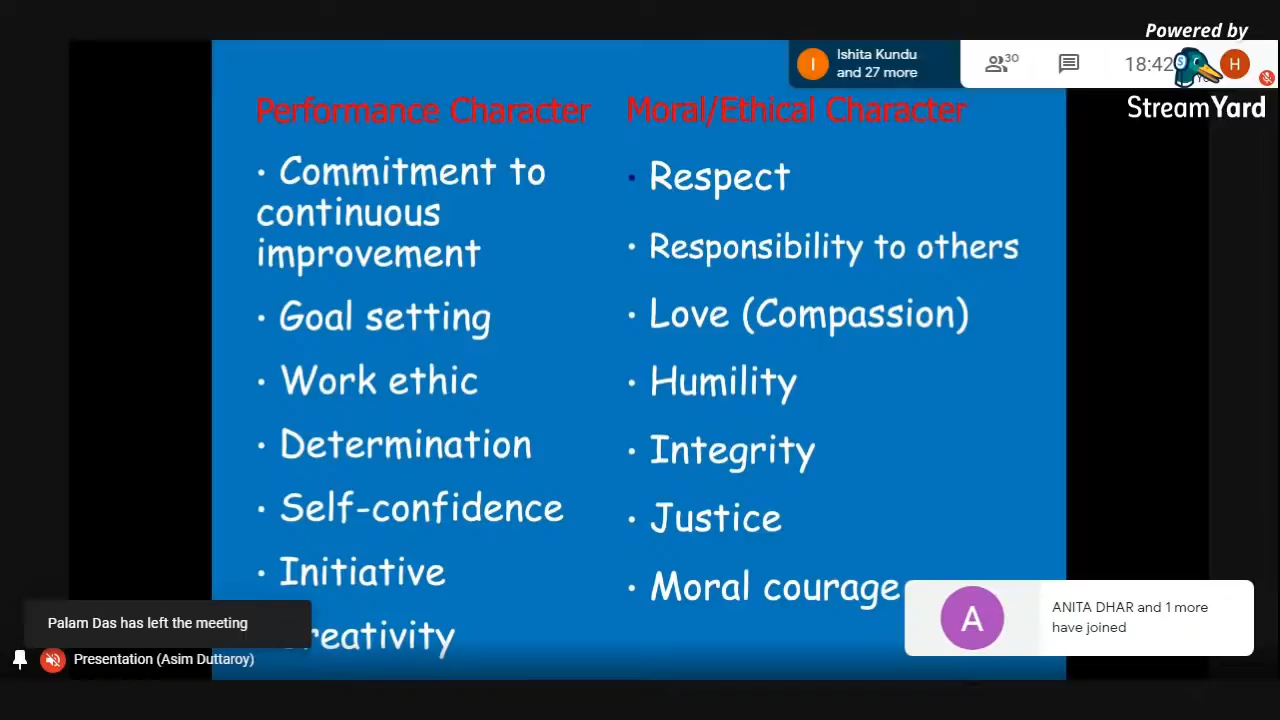 Powered by
StreamYard
Ishita Kundu
and 27 more
I
30
18:42
H
Performance Character
• Commitment to
continuous
improvement
• Goal setting
• Work ethic
• Determination
• Self-confidence
• Initiative
reativity
Moral/Ethical Character
• Respect
• Responsibility to others
• Love (Compassion)
• Humility
• Integrity
• Justice
• Moral courage
Palam Das has left the meeting
Presentation (Asim Duttaroy)
A
ANITA DHAR and 1 more
have joined